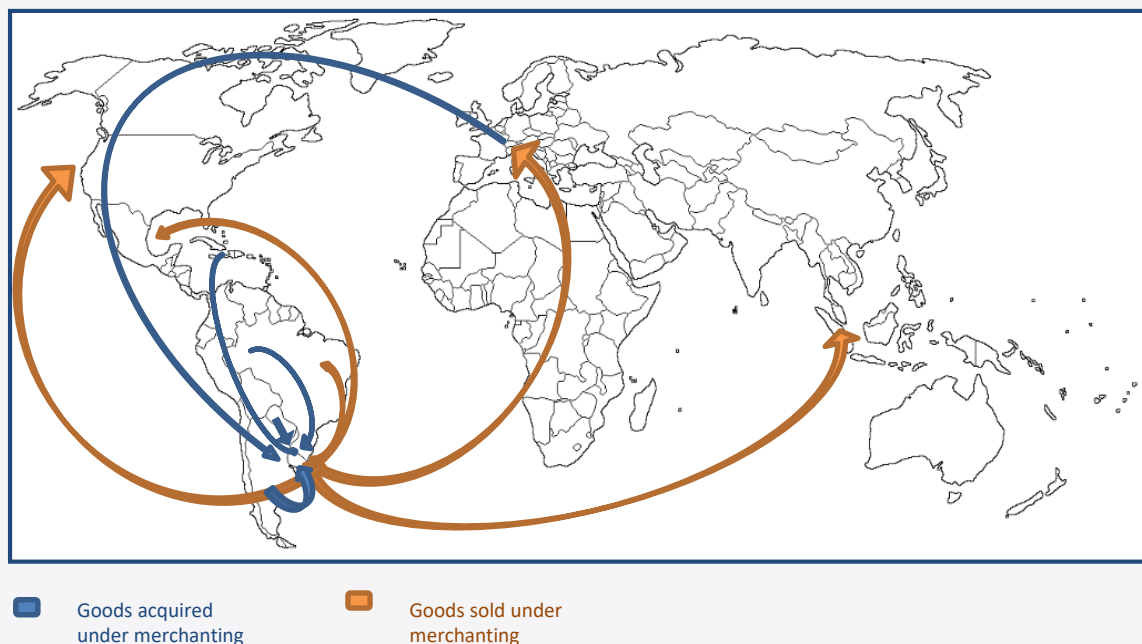 Goods acquired
under merchanting
Goods sold under
merchanting